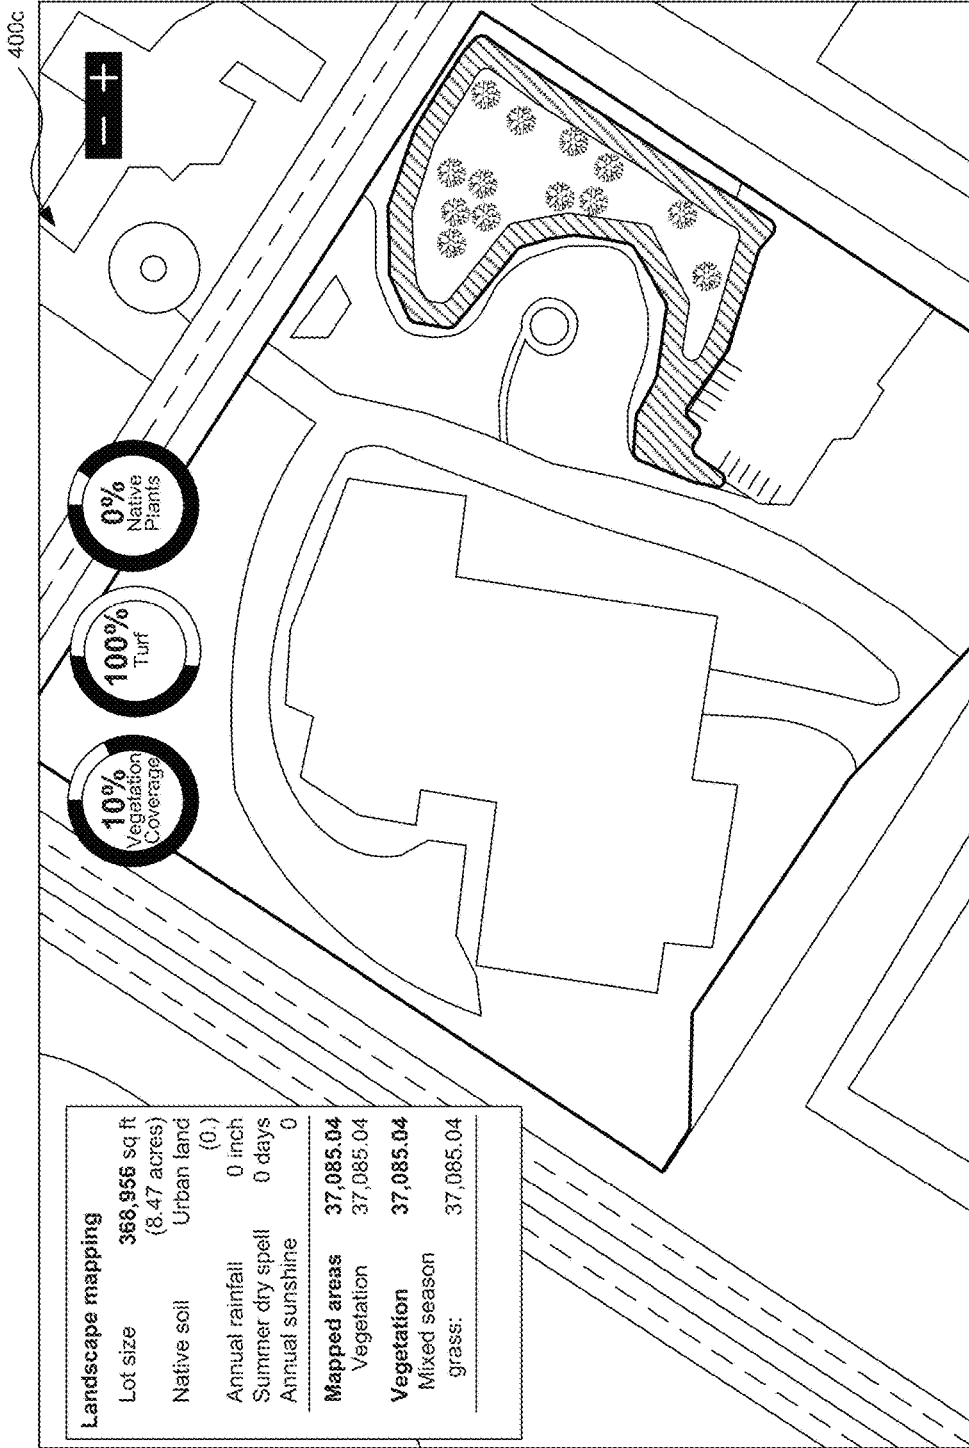 400c
10%
Vegetation
Coverage
100%
Turf
0%
Native
Plants
Landscape mapping
Lot size 368,956 sq ft
(8.47 acres)
Native soil Urban land
(0.)
Annual rainfall 0 inch
Summer dry spell 0 days
Annual sunshine 0
Mapped areas 37,085.04
Vegetation 37,085.04
Vegetation 37,085.04
Mixed season
grass: 37,085.04